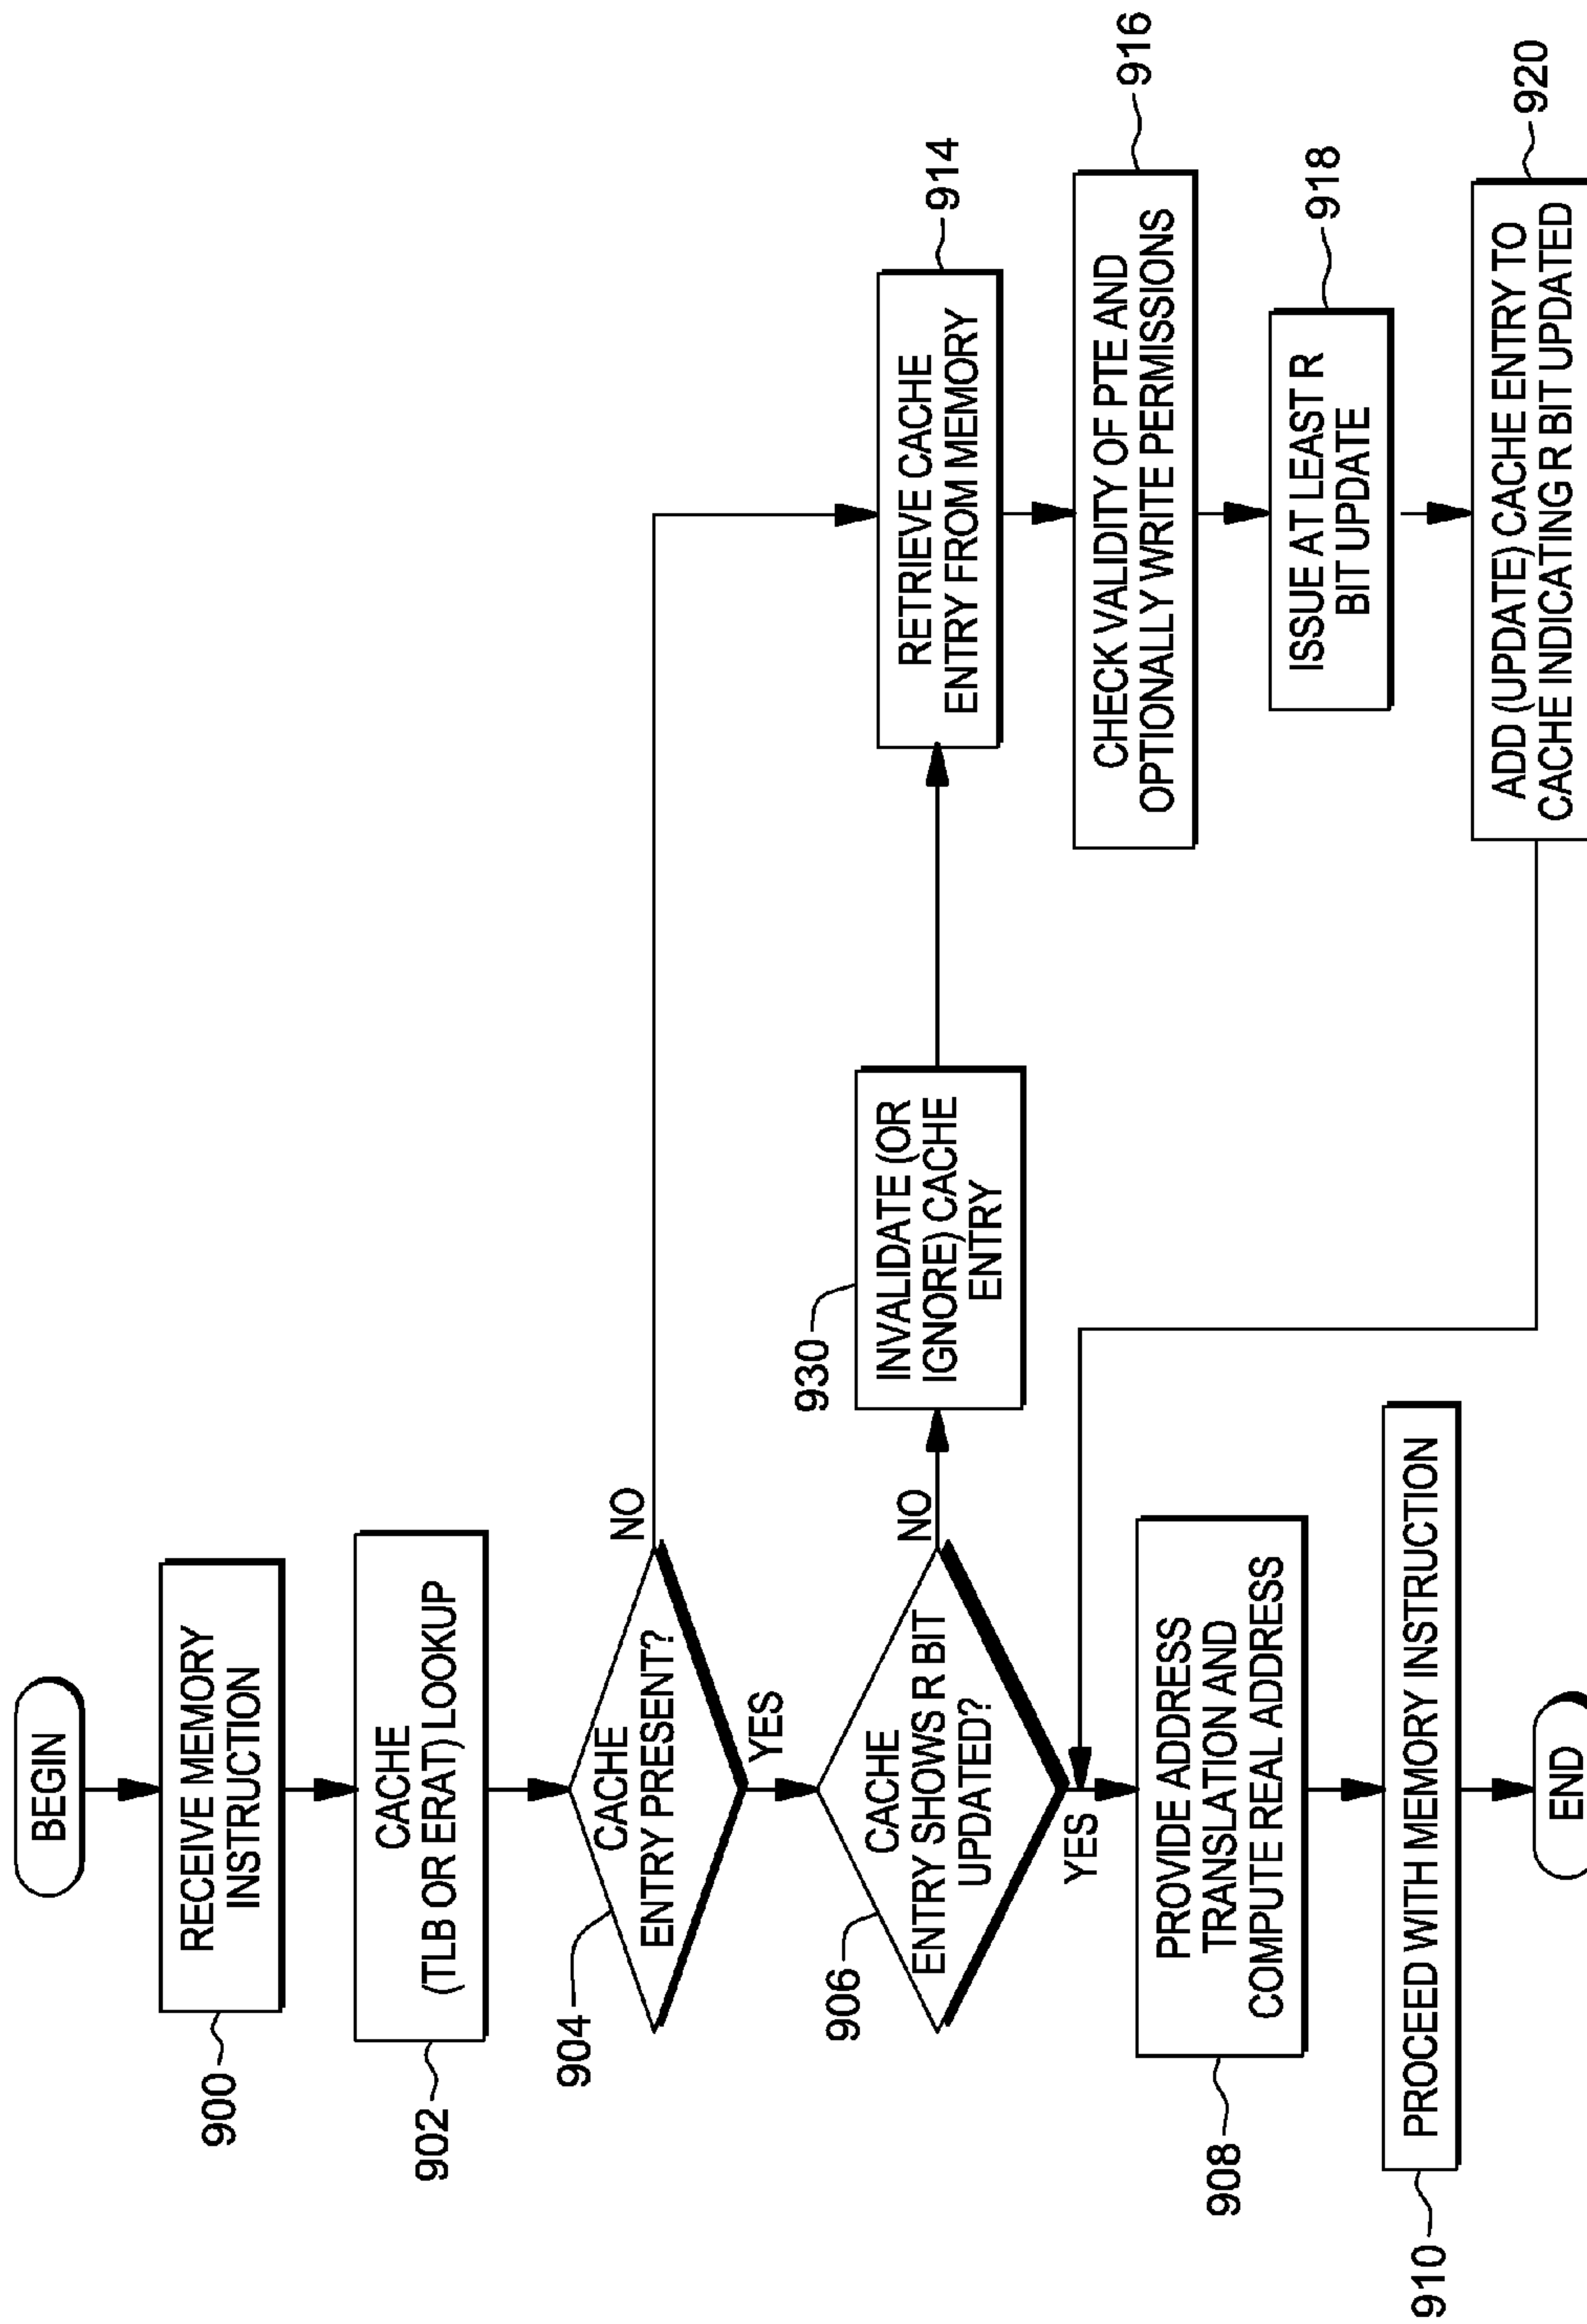 BEGIN
RECEIVE MEMORY
INSTRUCTION
900
CACHE
(TLB OR ERAT) LOOKUP
902
CACHE
ENTRY PRESENT?
904
NO
YES
CACHE
ENTRY SHOWS R BIT
UPDATED?
906
NO
YES
930
INVALIDATE (OR
IGNORE) CACHE
ENTRY
RETRIEVE CACHE
ENTRY FROM MEMORY
914
CHECK VALIDITY OF PTE AND
OPTIONALLY WRITE PERMISSIONS
916
ISSUE AT LEAST R
BIT UPDATE
918
ADD (UPDATE) CACHE ENTRY TO
CACHE INDICATING R BIT UPDATED
920
PROVIDE ADDRESS
TRANSLATION AND
COMPUTE REAL ADDRESS
908
PROCEED WITH MEMORY INSTRUCTION
910
END